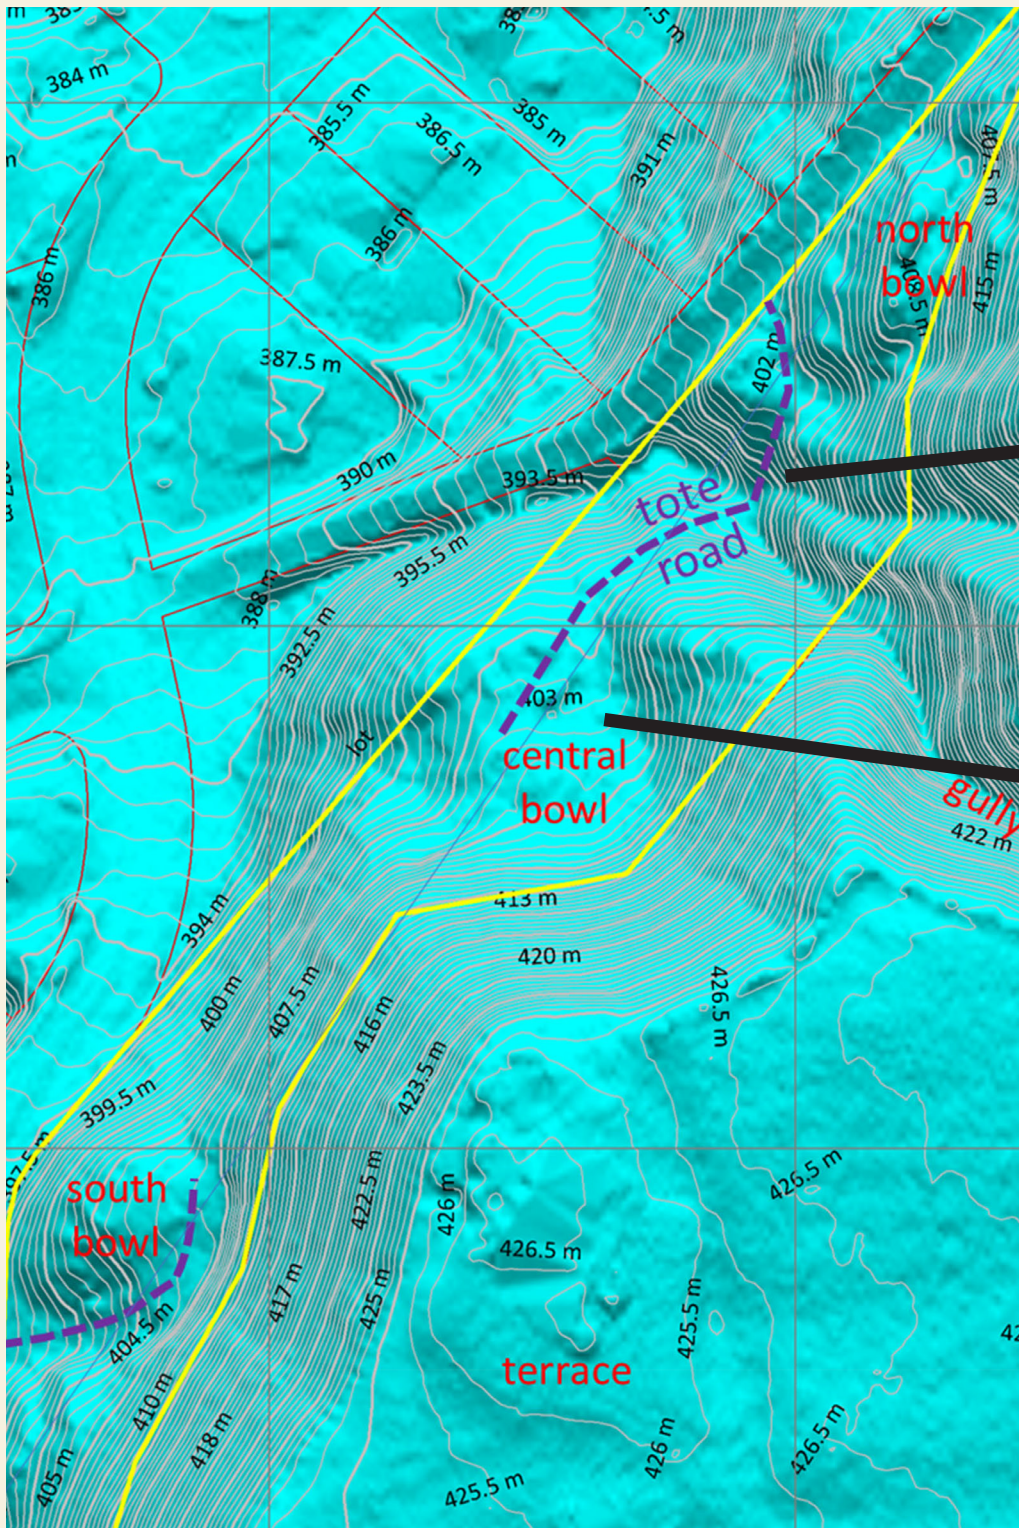 384 m
385.5 m
386.5 m
385 m
391 m
386 m
386 m
387.5 m
north
bowl
408.5 m
415 m
402 m
390 m
393.5 m
tote
road
395.5 m
388 m
392.5 m
403 m
lot
central
bowl
gully
422 m
413 m
394 m
420 m
400 m
407.5 m
416 m
426.5 m
423.5 m
399.5 m
south
bowl
422.5 m
426 m
426.5 m
426.5 m
417 m
425 m
425.5 m
404.5 m
terrace
410 m
418 m
405 m
425.5 m
426 m
426.5 m